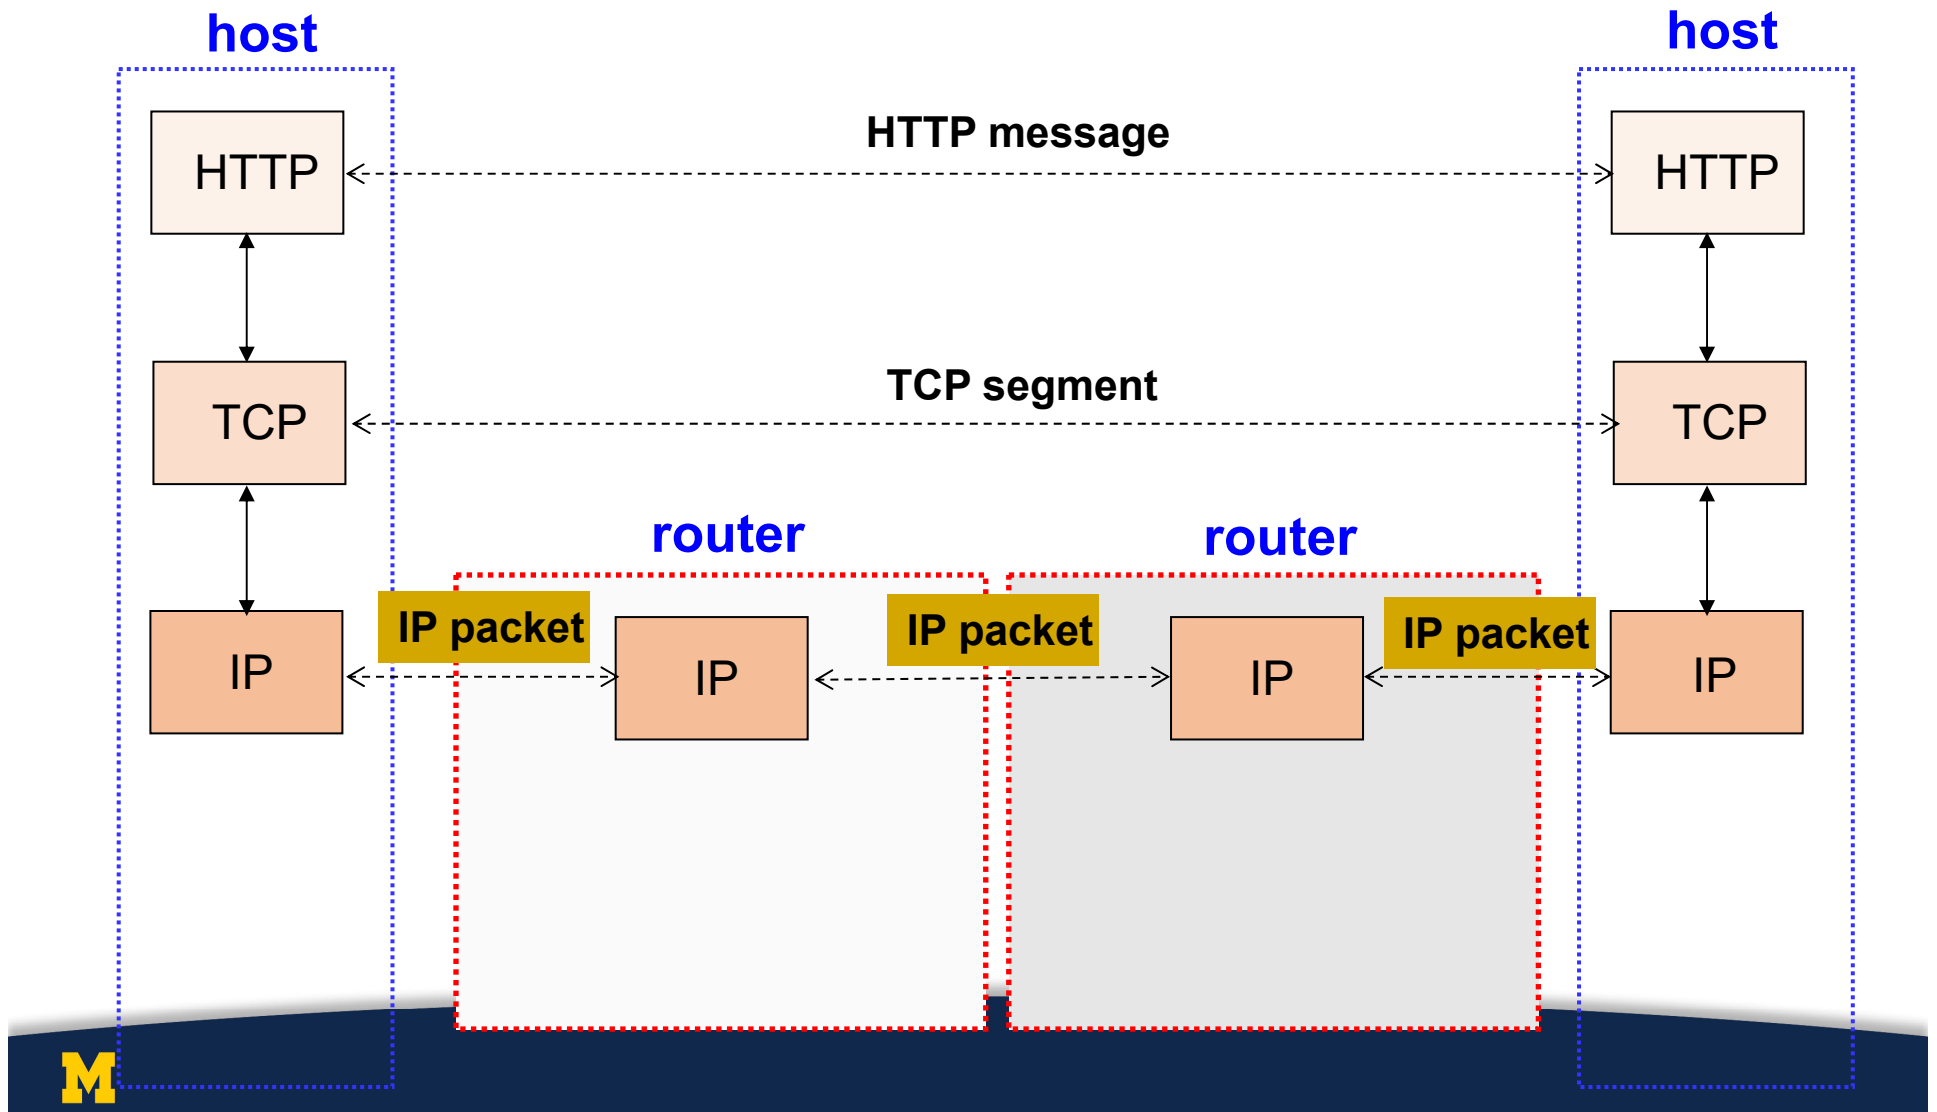 host
host
HTTP message
HTTP
HTTP
TCP segment
TCP
TCP
router
router
IP packet
IP packet
IP packet
IP
IP
IP
IP
M